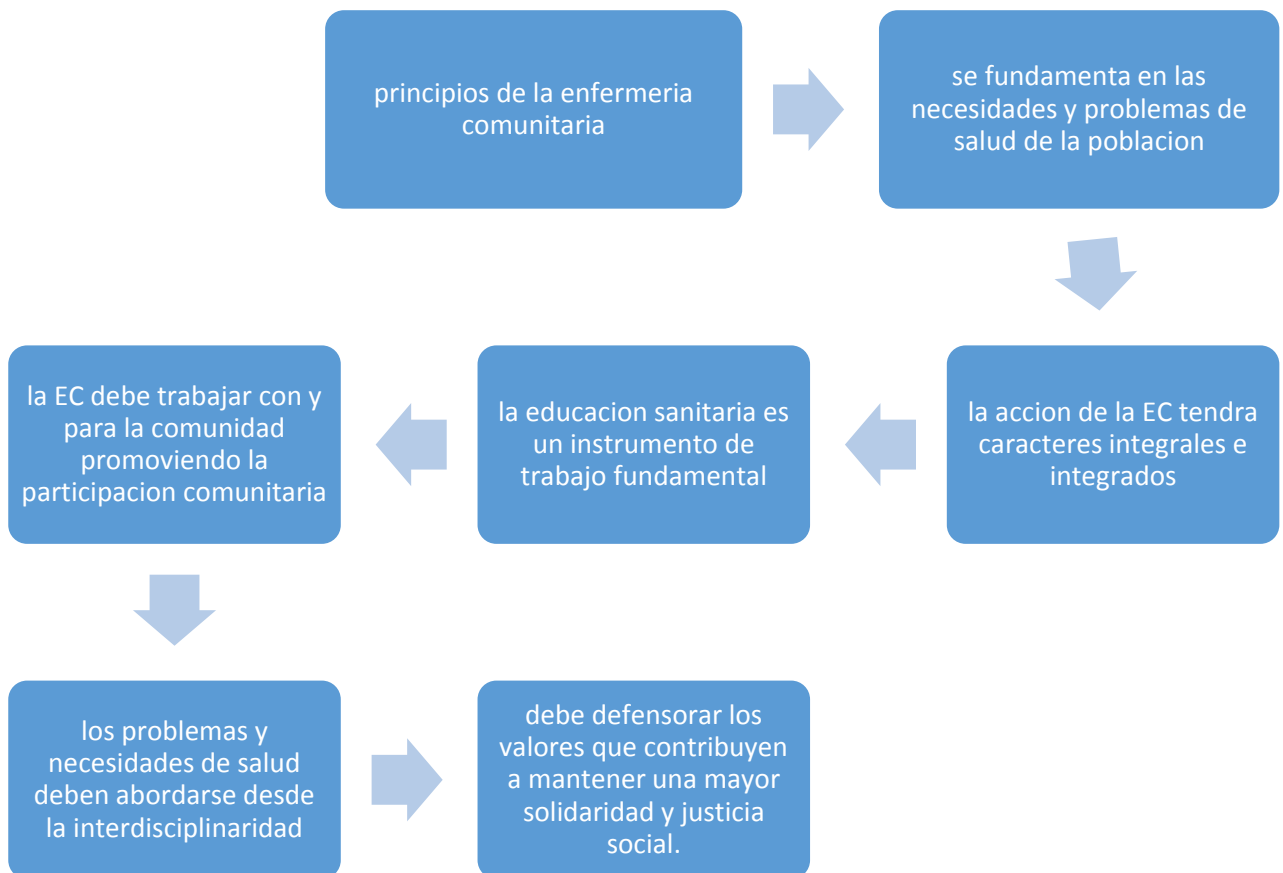 principios de la enfermeria
comunitaria
se fundamenta en las
necesidades y problemas de
salud de la poblacion
la accion de la EC tendra
caracteres integrales e
integrados
la educacion sanitaria es
un instrumento de
trabajo fundamental
la EC debe trabajar con y
para la comunidad
promoviendo la
participacion comunitaria
los problemas y
necesidades de salud
deben abordarse desde
la interdisciplinaridad
debe defensorar los
valores que contribuyen
a mantener una mayor
solidaridad y justicia
social.